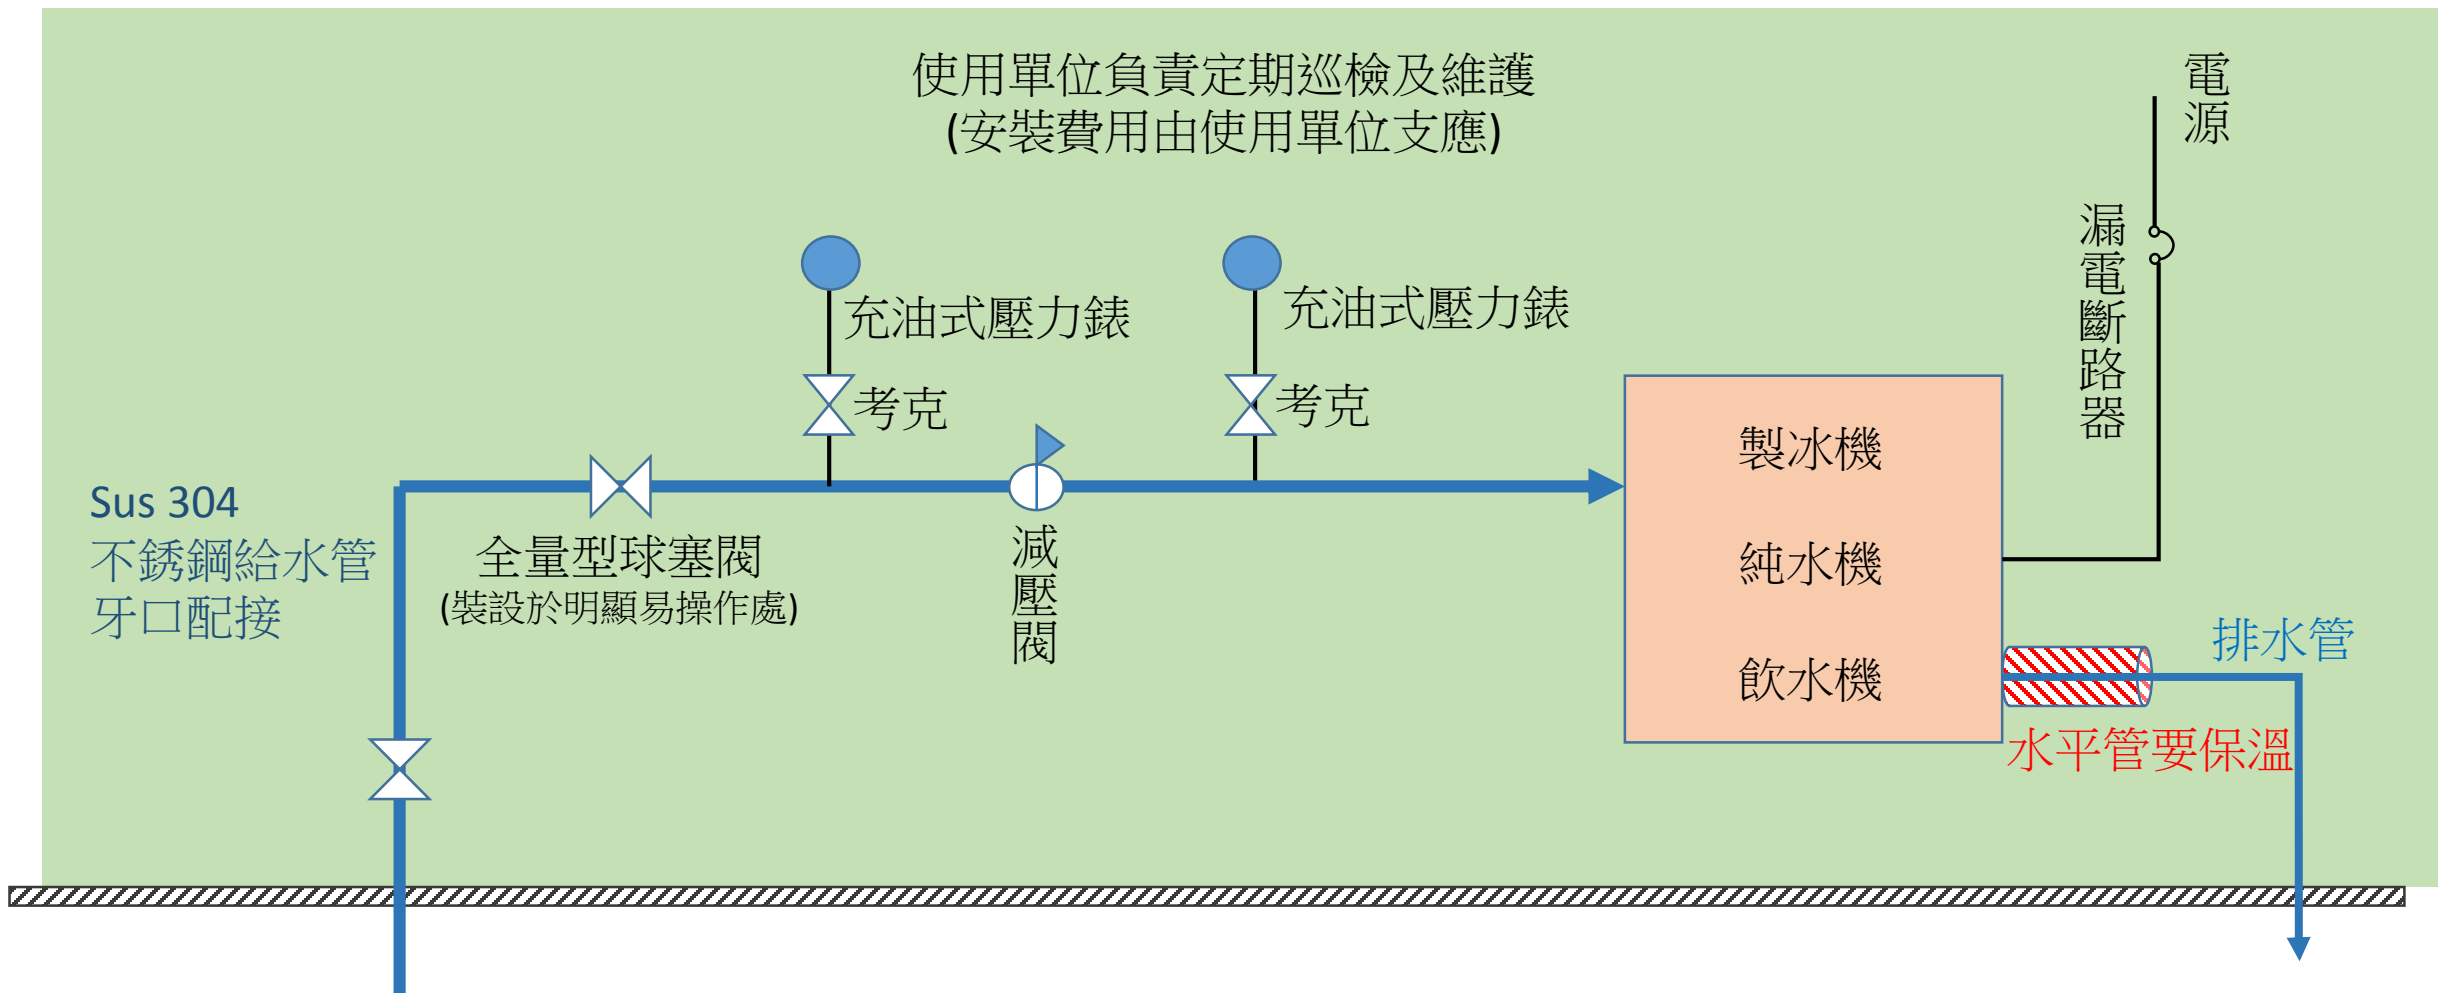 使用單位負責定期巡檢及維護
(安裝費用由使用單位支應)
電源
漏電斷路器
充油式壓力錶
充油式壓力錶
考克
考克
Sus 304
不銹鋼給水管
牙口配接
全量型球塞閥
(裝設於明顯易操作處)
減壓閥
製冰機
純水機
飲水機
排水管
水平管要保溫